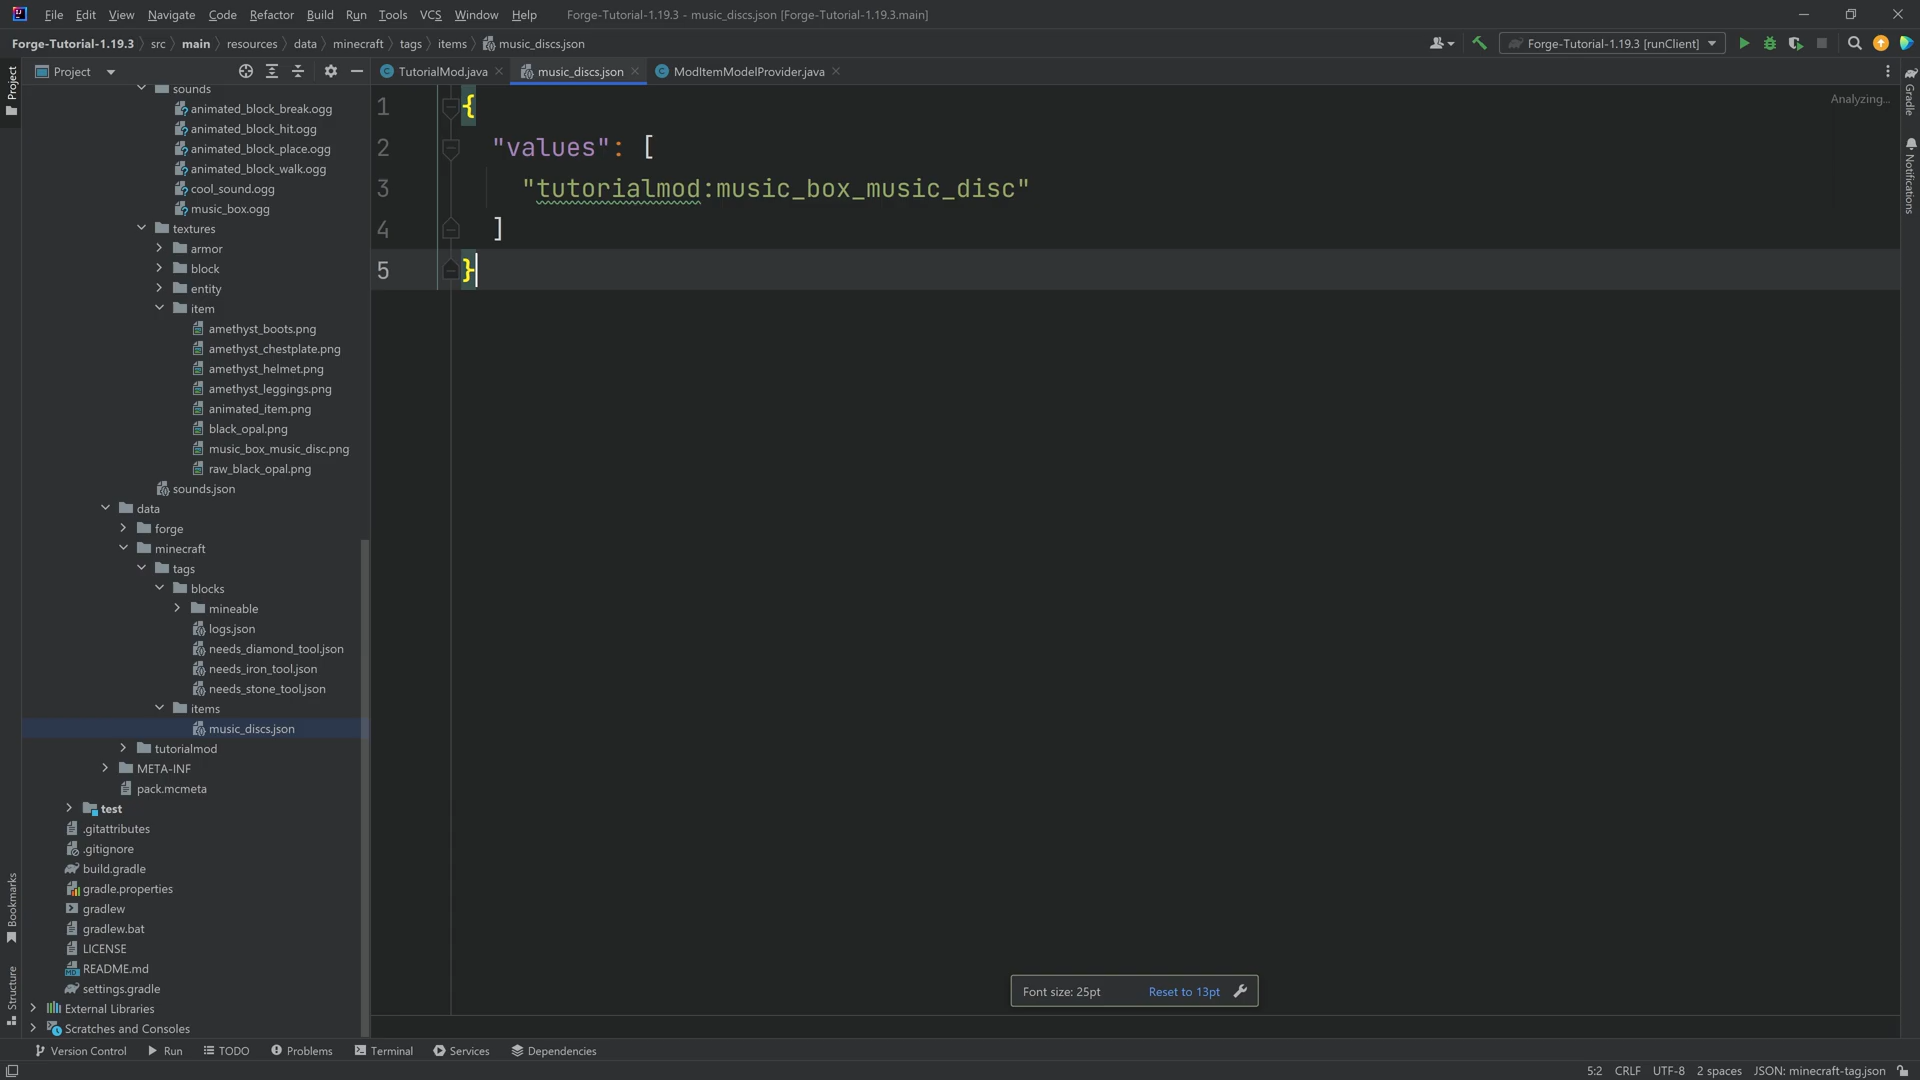 File Edit View Navigate Code Refactor Build Run Tools VCS Window Help Forge-Tutorial-1.19.3 - music_discs.json [Forge-Tutorial-1.19.3.main]
Forge-Tutorial-1.19.3 src main resources data minecraft tags items music_discs.json
Forge-Tutorial-1.19.3 [runClient]
Project
Project
TutorialMod.java
music_discs.json
ModItemModelProvider.java
Analyzing...
Gradle
Notifications
sounds
animated_block_break.ogg
animated_block_hit.ogg
animated_block_place.ogg
animated_block_walk.ogg
cool_sound.ogg
music_box.ogg
textures
armor
block
entity
item
amethyst_boots.png
amethyst_chestplate.png
amethyst_helmet.png
amethyst_leggings.png
animated_item.png
black_opal.png
music_box_music_disc.png
raw_black_opal.png
sounds.json
data
forge
minecraft
tags
blocks
mineable
logs.json
needs_diamond_tool.json
needs_iron_tool.json
needs_stone_tool.json
items
music_discs.json
tutorialmod
META-INF
pack.mcmeta
test
.gitattributes
.gitignore
build.gradle
gradle.properties
gradlew
gradlew.bat
LICENSE
README.md
settings.gradle
External Libraries
Scratches and Consoles
Bookmarks
Structure
1 {
2 "values": [
3 "tutorialmod:music_box_music_disc"
4 ]
5 }
Font size: 25pt Reset to 13pt
Version Control Run TODO Problems Terminal Services Dependencies
5:2 CRLF UTF-8 2 spaces JSON: minecraft-tag.json